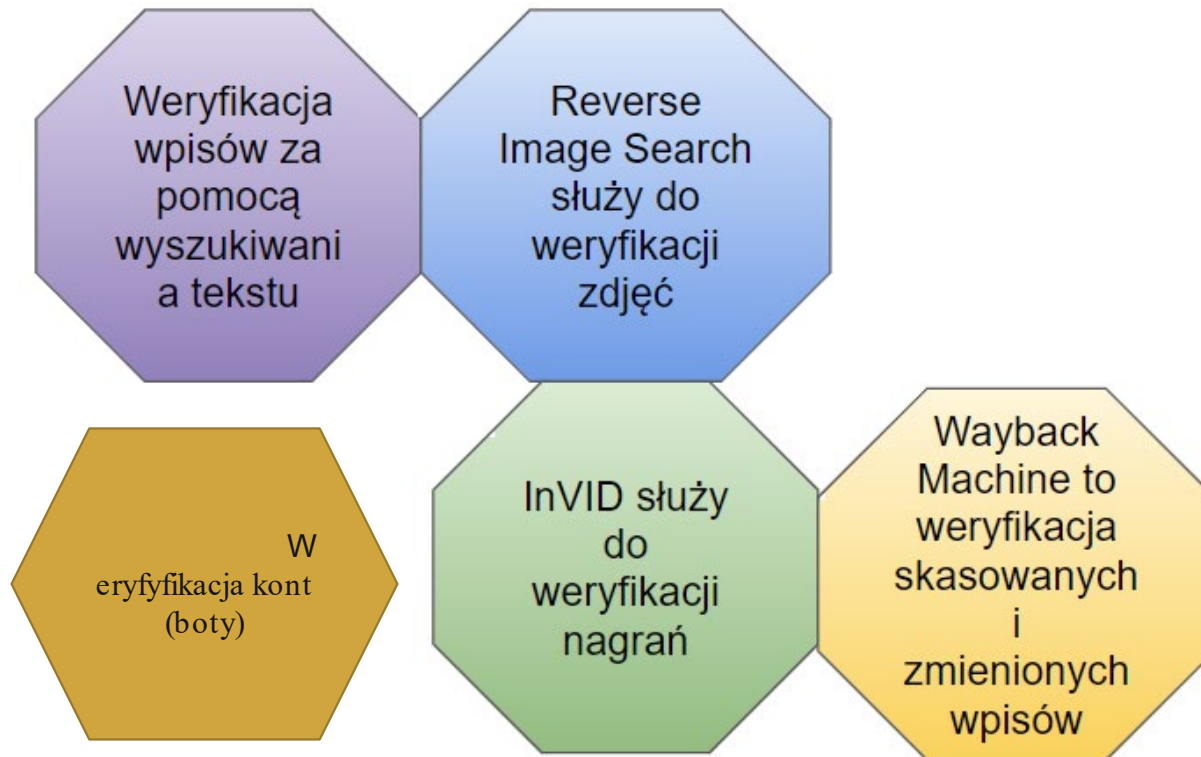 Weryfikacja
wpisów za
pomocą
wyszukiwani
a tekstu
Reverse
Image Search
służy do
weryfikacji
zdjęć
W
eryfyfikacja kont
(boty)
InVID służy
do
weryfikacji
nagrań
Wayback
Machine to
weryfikacja
skasowanych
i
zmienionych
wpisów